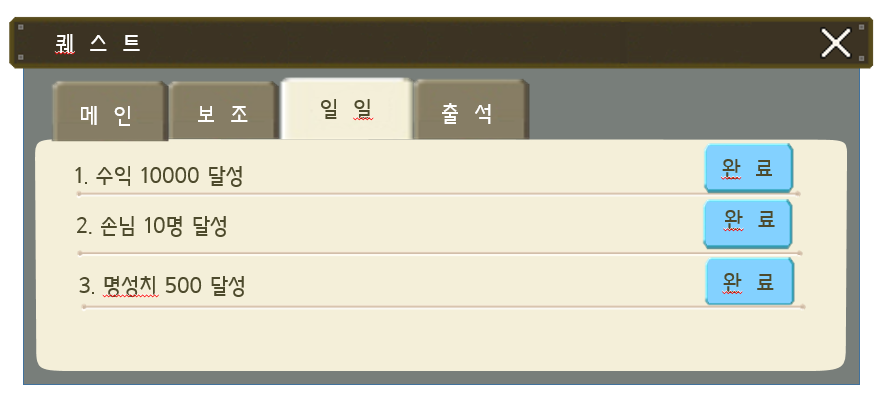 퀘 스 트
메 인
보 조
일 일
출 석
1. 수익 10000 달성
완 료
2. 손님 10명 달성
완 료
3. 명성치 500 달성
완 료